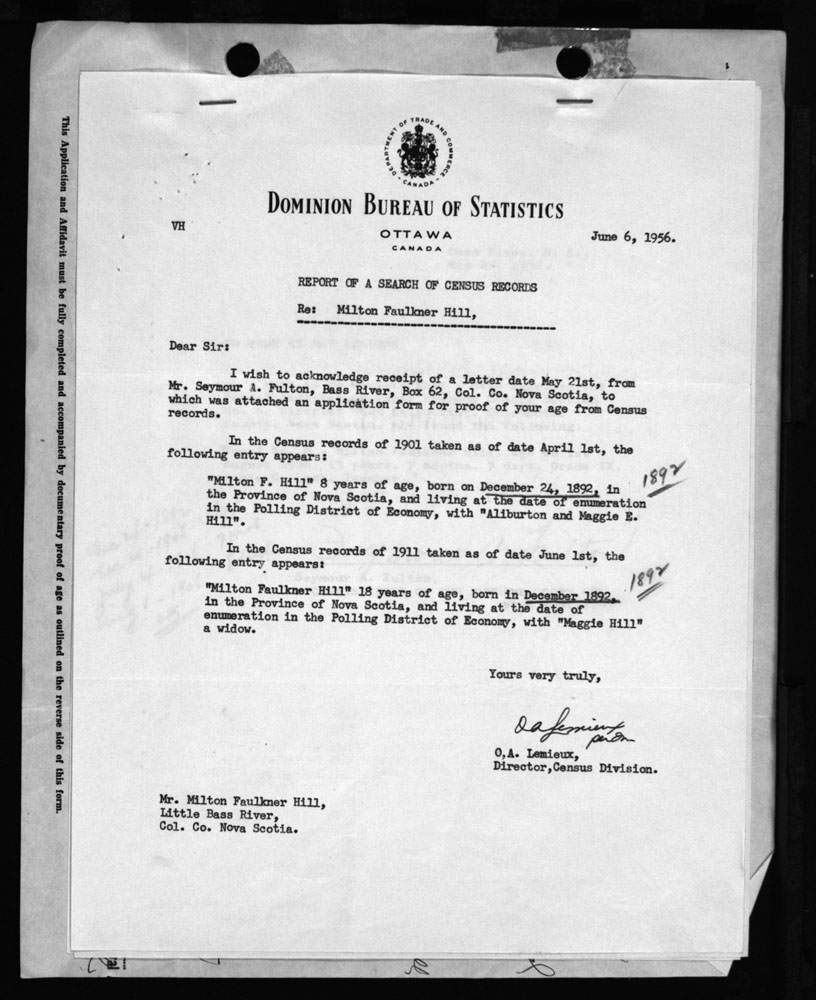 DEPARTMENT OF TRADE AND COMMERCE
- CANADA -
DOMINION BUREAU OF STATISTICS
VH
OTTAWA
CANADA
June 6, 1956.
REPORT OF A SEARCH OF CENSUS RECORDS
Re: Milton Faulkner Hill,
Dear Sir:
I wish to acknowledge receipt of a letter date May 21st, from
Mr. Seymour A. Fulton, Bass River, Box 62, Col. Co. Nova Scotia, to
which was attached an application form for proof of your age from Census
records.
In the Census records of 1901 taken as of date April 1st, the
following entry appears:
"Milton F. Hill" 8 years of age, born on December 24, 1892, in
the Province of Nova Scotia, and living at the date of enumeration
in the Polling District of Economy, with "Aliburton and Maggie E.
Hill".
1892
In the Census records of 1911 taken as of date June 1st, the
following entry appears:
"Milton Faulkner Hill" 18 years of age, born in December 1892,
in the Province of Nova Scotia, and living at the date of
enumeration in the Polling District of Economy, with "Maggie Hill"
a widow.
1892
Yours very truly,
O.A. Lemieux,
Director,Census Division.
Mr. Milton Faulkner Hill,
Little Bass River,
Col. Co. Nova Scotia.
This Application and Affidavit must be fully completed and accompanied by documentary proof of age as outlined on the reverse side of this form.